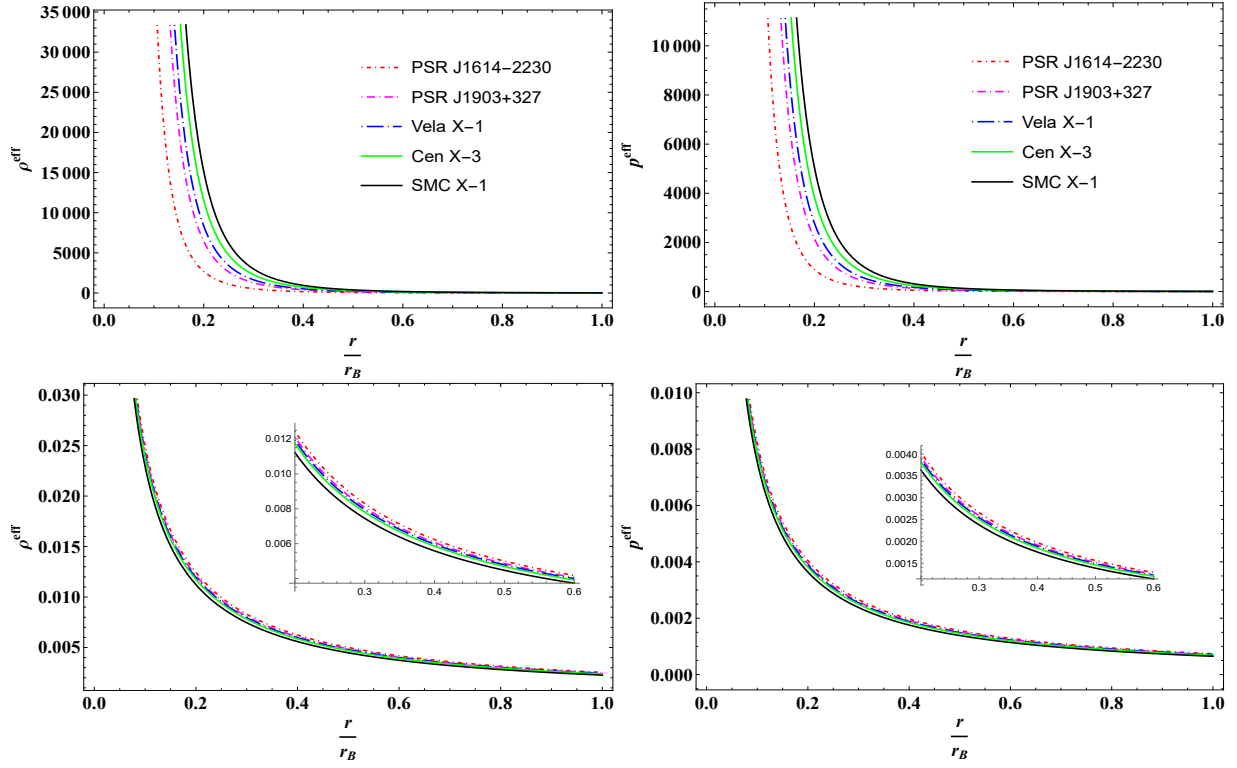 35 000
30 000
25 000
20 000
15 000
10 000
5000
0
ρ^eff
PSR J1614−2230
PSR J1903+327
Vela X−1
Cen X−3
SMC X−1
0.0 0.2 0.4 0.6 0.8 1.0
r
r_B
10 000
8000
6000
4000
2000
0
p^eff
PSR J1614−2230
PSR J1903+327
Vela X−1
Cen X−3
SMC X−1
0.0 0.2 0.4 0.6 0.8 1.0
r
r_B
0.030
0.025
0.020
0.015
0.010
0.005
ρ^eff
0.012
0.010
0.008
0.006
0.3 0.4 0.5 0.6
0.0 0.2 0.4 0.6 0.8 1.0
r
r_B
0.010
0.008
0.006
0.004
0.002
0.000
p^eff
0.0040
0.0035
0.0030
0.0025
0.0020
0.0015
0.3 0.4 0.5 0.6
0.0 0.2 0.4 0.6 0.8 1.0
r
r_B